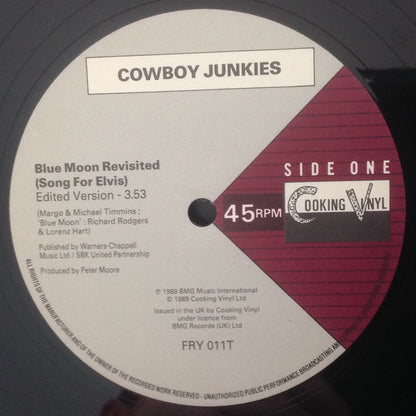 COWBOY JUNKIES
Blue Moon Revisited
(Song For Elvis)
Edited Version - 3.53
(Margo & Michael Timmins ;
'Blue Moon' : Richard Rodgers
& Lorenz Hart)
Published by Warners-Chappell
Music Ltd / SBK United Partnership
Produced by Peter Moore
SIDE ONE
COOKING VINYL
45 RPM
℗ 1989 BMG Music International
© 1989 Cooking Vinyl Ltd
Issued in the UK by Cooking Vinyl
under licence from
BMG Records (UK) Ltd
FRY 011T
ALL RIGHTS OF THE MANUFACTURER AND OF THE OWNER OF THE RECORDED WORK RESERVED - UNAUTHORIZED PUBLIC PERFORMANCE BROADCASTING AN